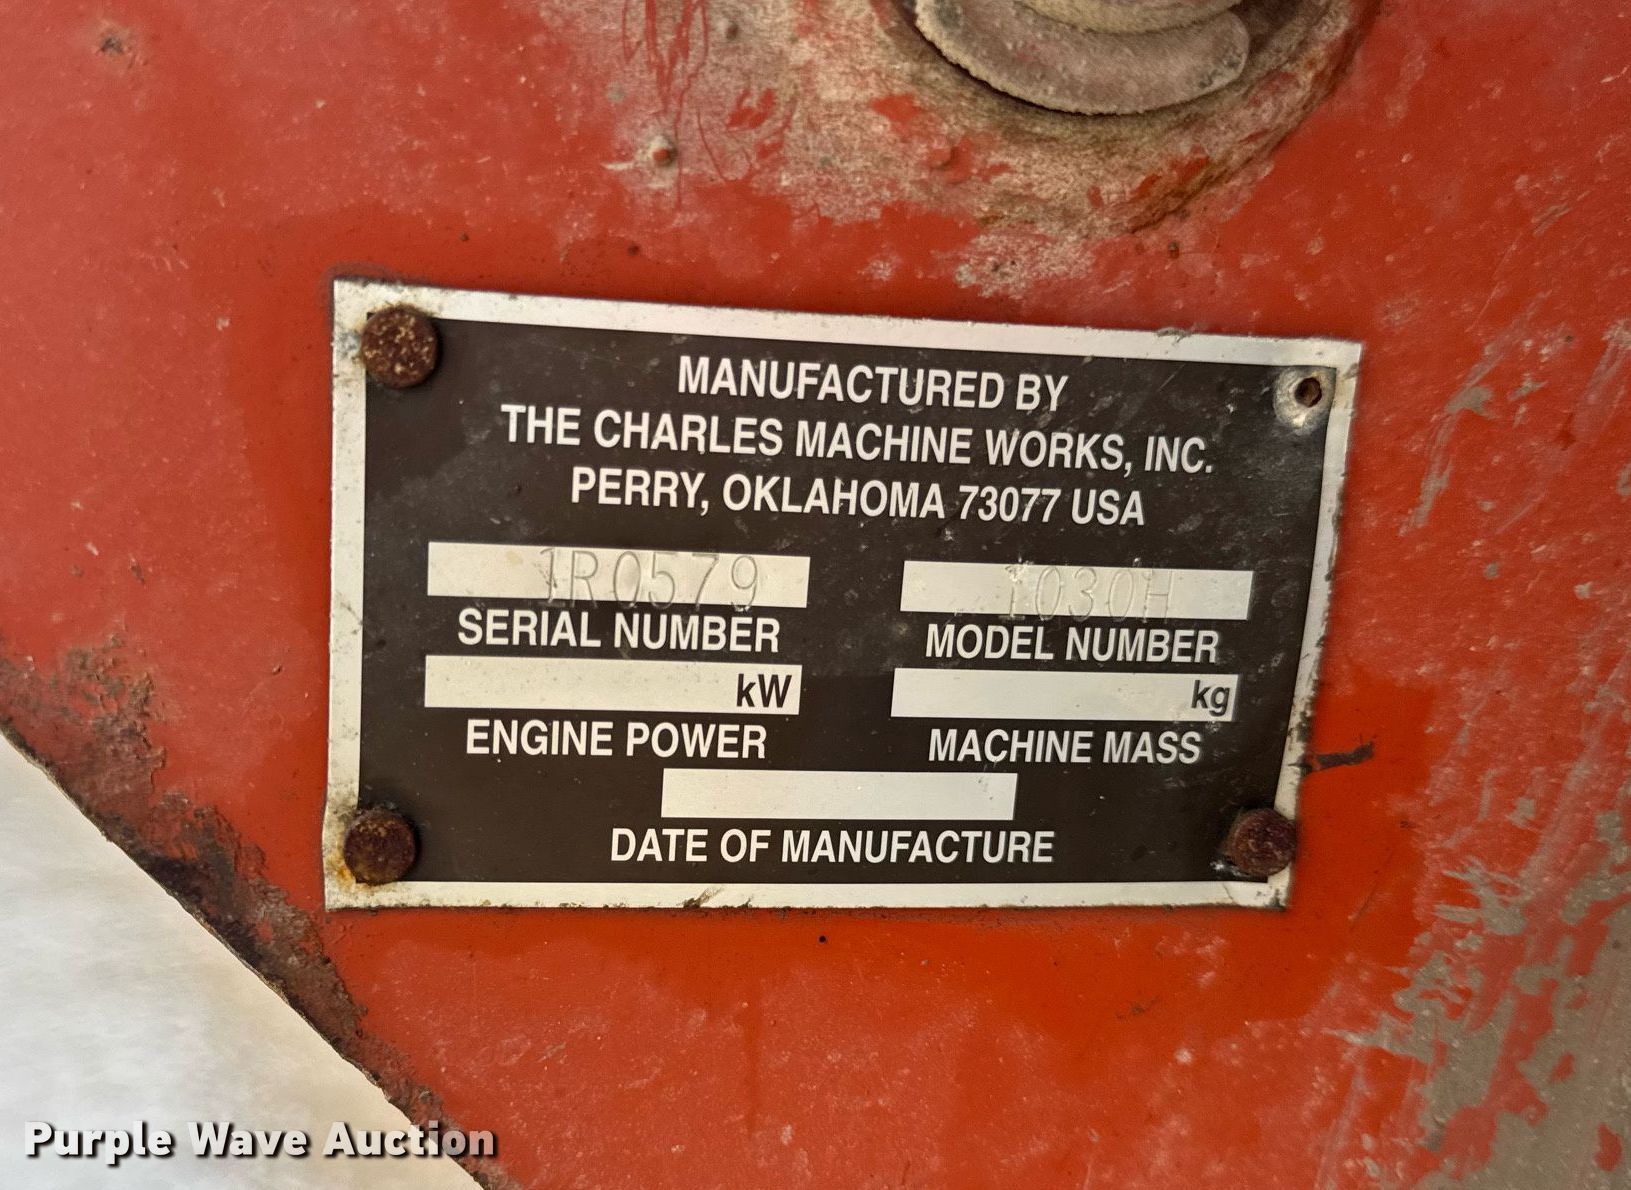 MANUFACTURED BY
THE CHARLES MACHINE WORKS, INC.
PERRY, OKLAHOMA 73077 USA
1R0579 1030H
SERIAL NUMBER MODEL NUMBER
kW kg
ENGINE POWER MACHINE MASS
DATE OF MANUFACTURE
Purple Wave Auction